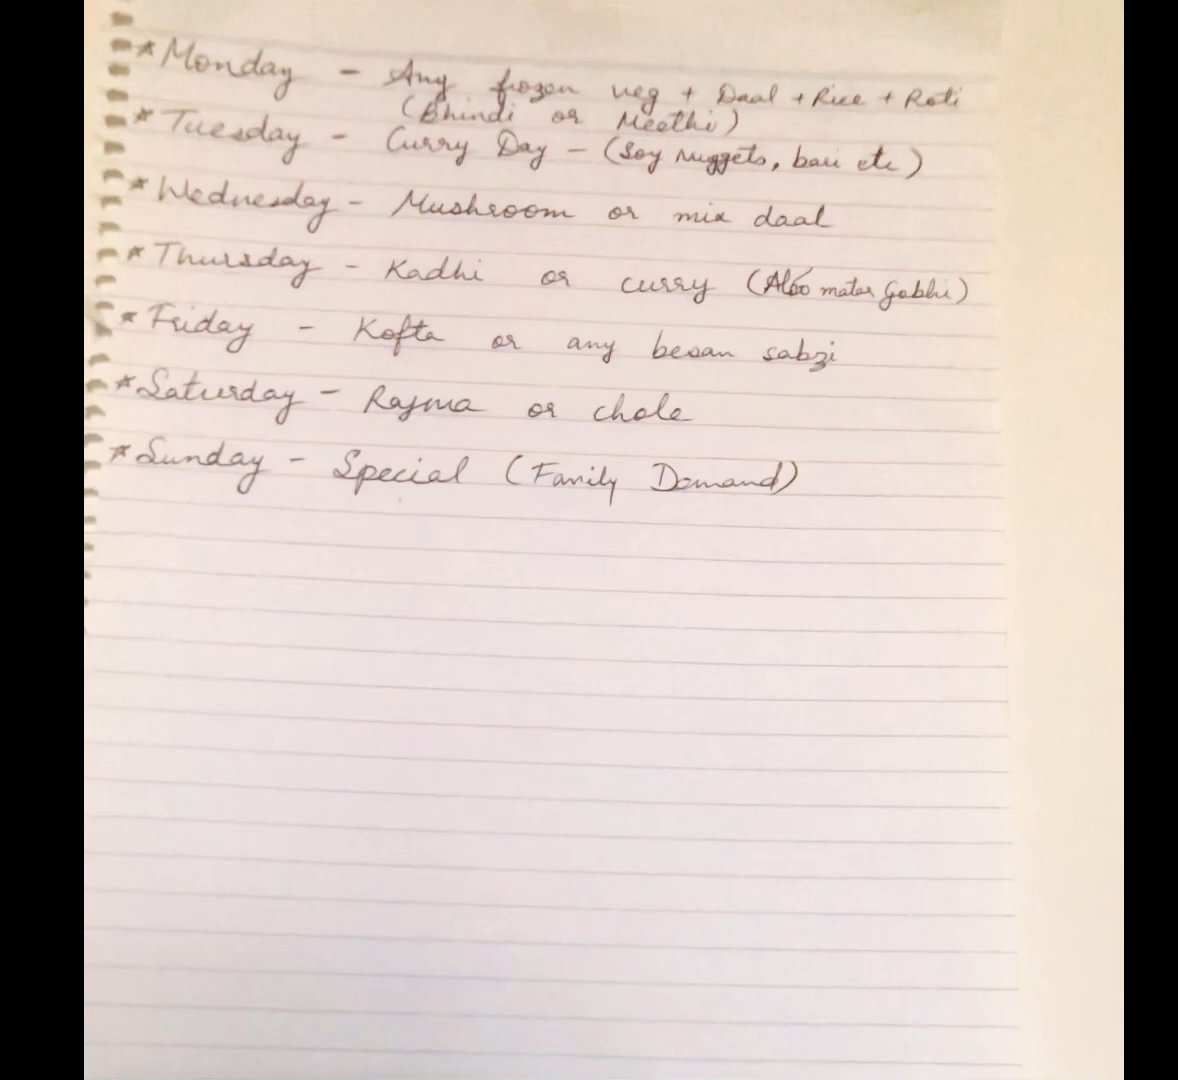 * Monday - Any frozen veg + Daal + Rice + Roti
(Bhindi or Meethi)
* Tuesday - Curry Day - (Soy Nuggets, bari etc)
* Wednesday - Mushroom or mix daal
* Thursday - Kadhi or curry (Aloo matar Gobhi)
* Friday - Kofta or any besan sabzi
* Saturday - Rajma or chole
* Sunday - Special (Family Demand)